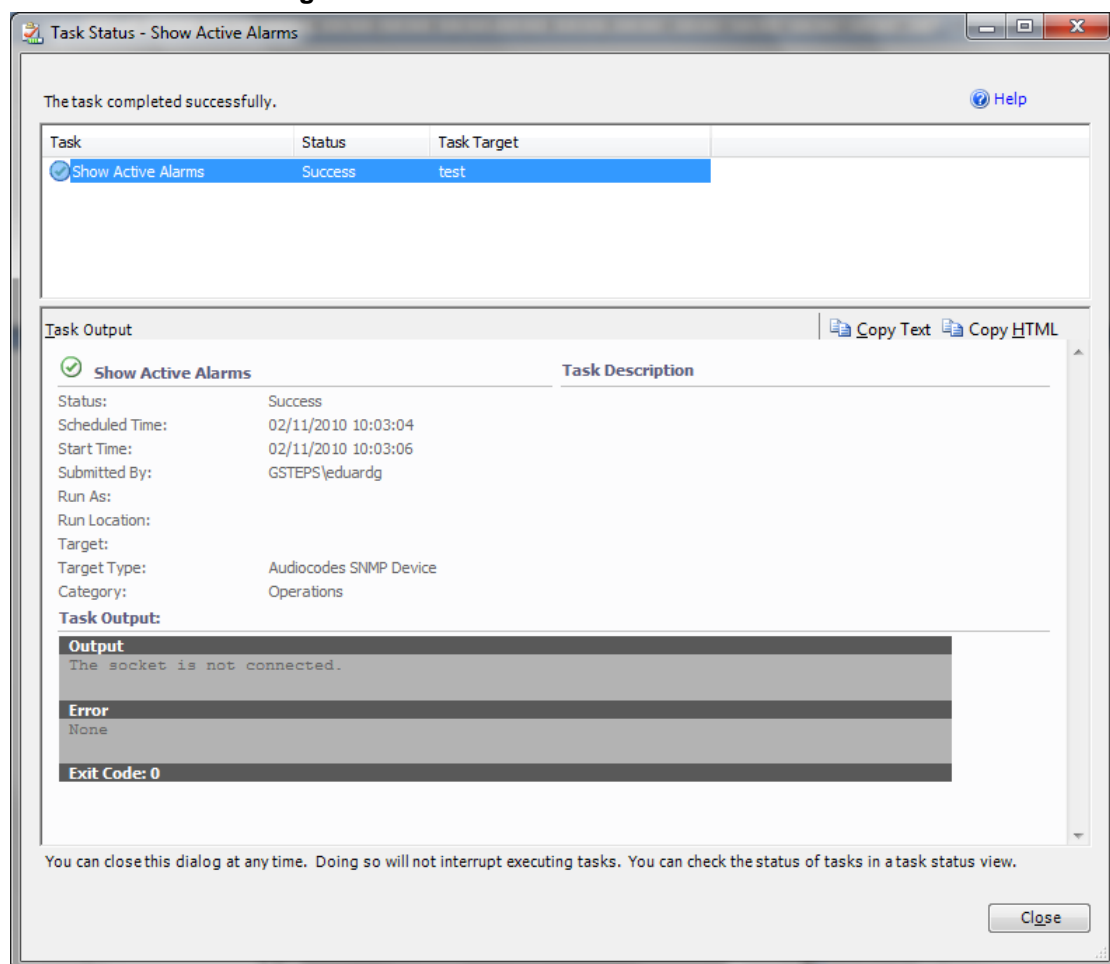 Task Status - Show Active Alarms
The task completed successfully.
Help
Task Status Task Target
Show Active Alarms Success test
Task Output
Copy Text Copy HTML
Show Active Alarms Task Description
Status: Success
Scheduled Time: 02/11/2010 10:03:04
Start Time: 02/11/2010 10:03:06
Submitted By: GSTEPS\eduardg
Run As:
Run Location:
Target:
Target Type: Audiocodes SNMP Device
Category: Operations
Task Output:
Output
The socket is not connected.
Error
None
Exit Code: 0
You can close this dialog at any time. Doing so will not interrupt executing tasks. You can check the status of tasks in a task status view.
Close